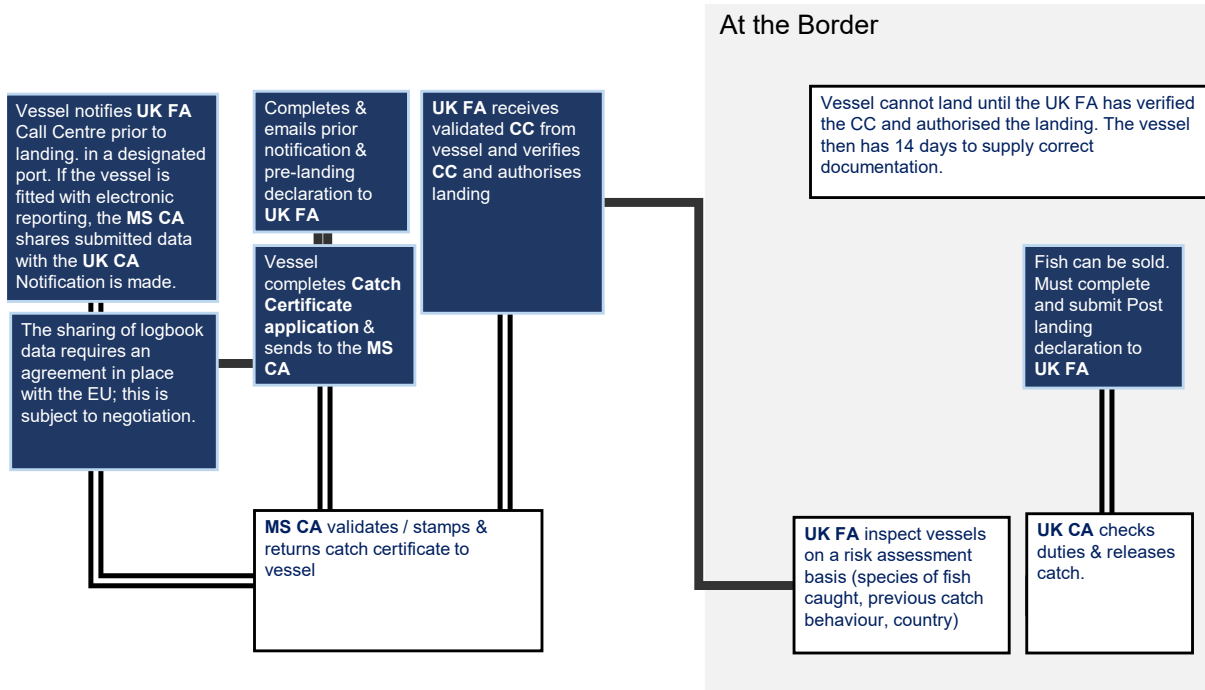 At the Border
Vessel notifies UK FA
Call Centre prior to
landing. in a designated
port. If the vessel is
fitted with electronic
reporting, the MS CA
shares submitted data
with the UK CA
Notification is made.
The sharing of logbook
data requires an
agreement in place
with the EU; this is
subject to negotiation.
Completes &
emails prior
notification &
pre-landing
declaration to
UK FA
Vessel
completes Catch
Certificate
application &
sends to the MS
CA
UK FA receives
validated CC from
vessel and verifies
CC and authorises
landing
MS CA validates / stamps &
returns catch certificate to
vessel
Vessel cannot land until the UK FA has verified
the CC and authorised the landing. The vessel
then has 14 days to supply correct
documentation.
UK FA inspect vessels
on a risk assessment
basis (species of fish
caught, previous catch
behaviour, country)
Fish can be sold.
Must complete
and submit Post
landing
declaration to
UK FA
UK CA checks
duties & releases
catch.